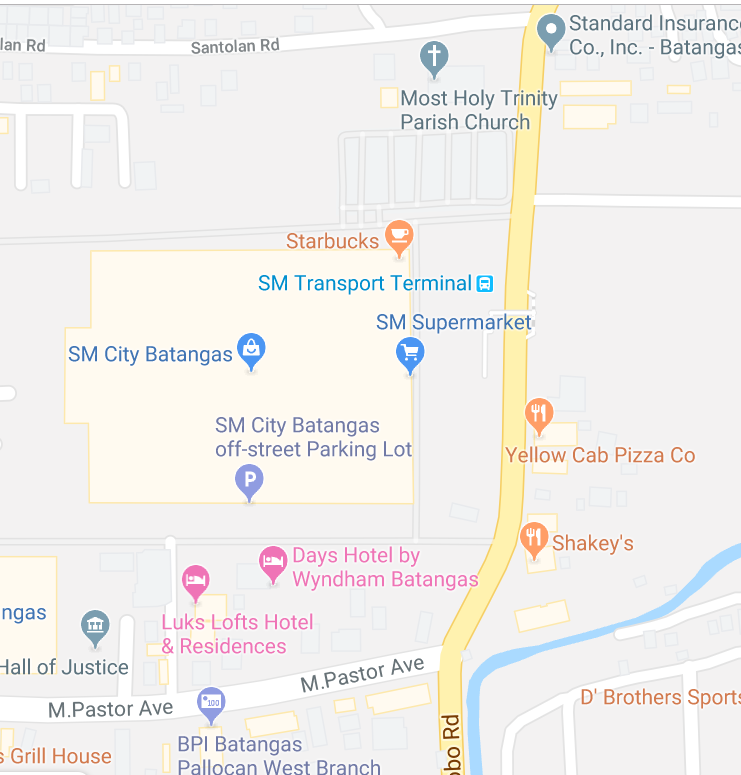 Standard Insurance
Co., Inc. - Batangas
lan Rd
Santolan Rd
Most Holy Trinity
Parish Church
Starbucks
SM Transport Terminal
SM Supermarket
SM City Batangas
SM City Batangas
off-street Parking Lot
P
Yellow Cab Pizza Co
Shakey's
Days Hotel by
Wyndham Batangas
ngas
Luks Lofts Hotel
& Residences
Hall of Justice
M.Pastor Ave
M.Pastor Ave
D' Brothers Sports
100
obo Rd
BPI Batangas
Pallocan West Branch
s Grill House